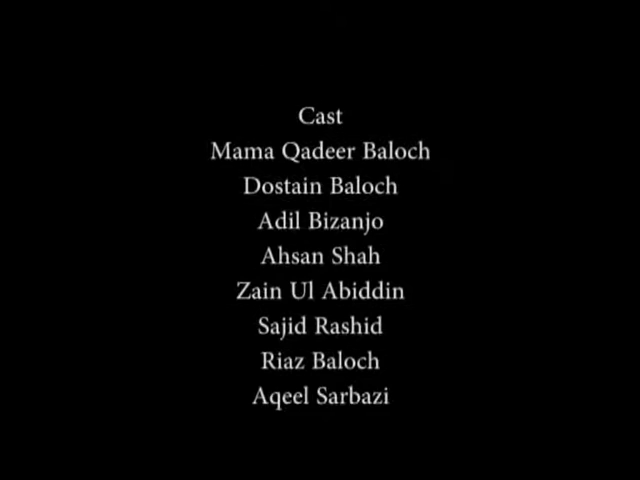 Cast
Mama Qadeer Baloch
Dostain Baloch
Adil Bizanjo
Ahsan Shah
Zain Ul Abiddin
Sajid Rashid
Riaz Baloch
Aqeel Sarbazi